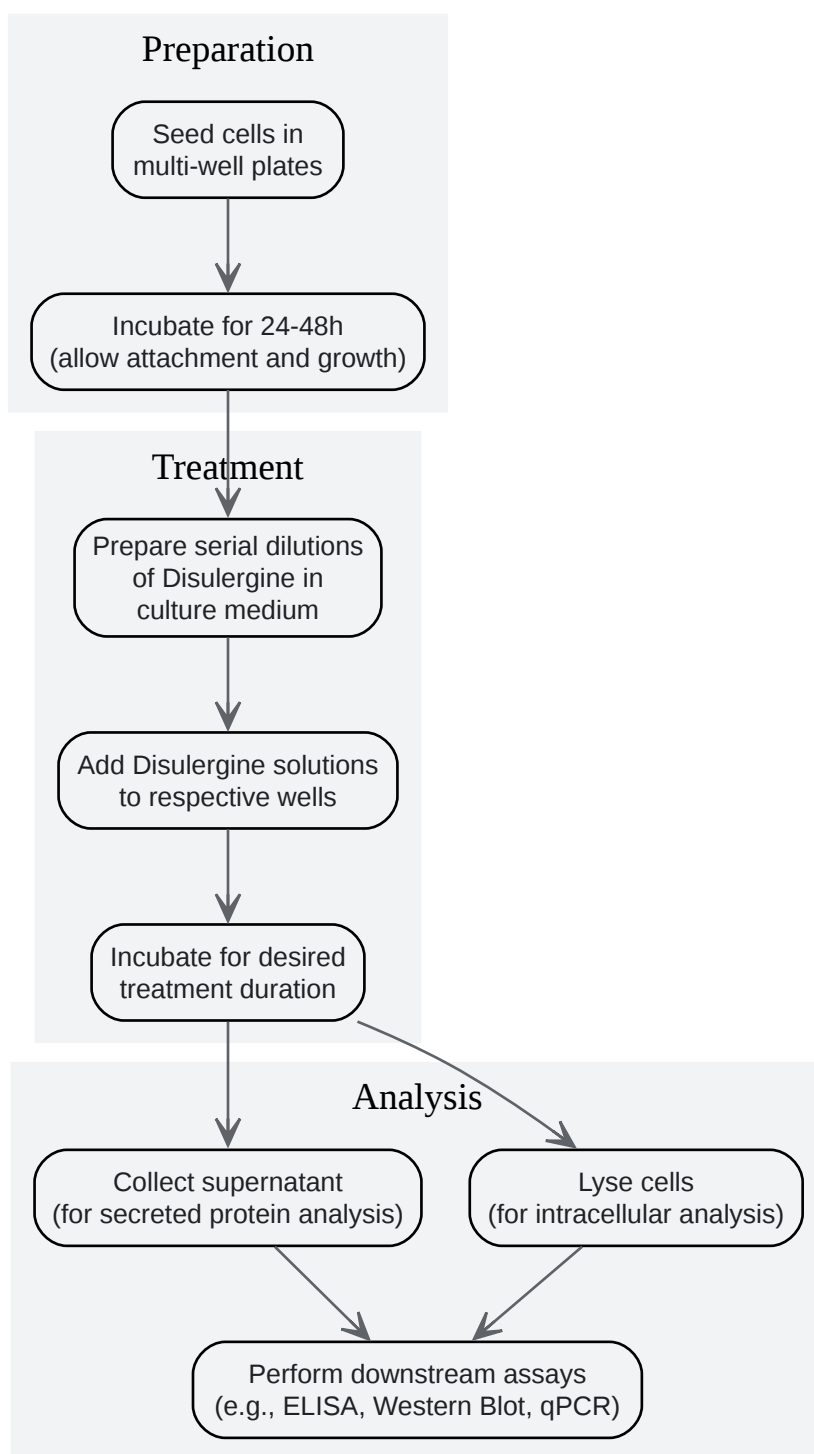 Preparation
Seed cells in
multi-well plates
Incubate for 24-48h
(allow attachment and growth)
Treatment
Prepare serial dilutions
of Disulergine in
culture medium
Add Disulergine solutions
to respective wells
Incubate for desired
treatment duration
Analysis
Collect supernatant
(for secreted protein analysis)
Lyse cells
(for intracellular analysis)
Perform downstream assays
(e.g., ELISA, Western Blot, qPCR)